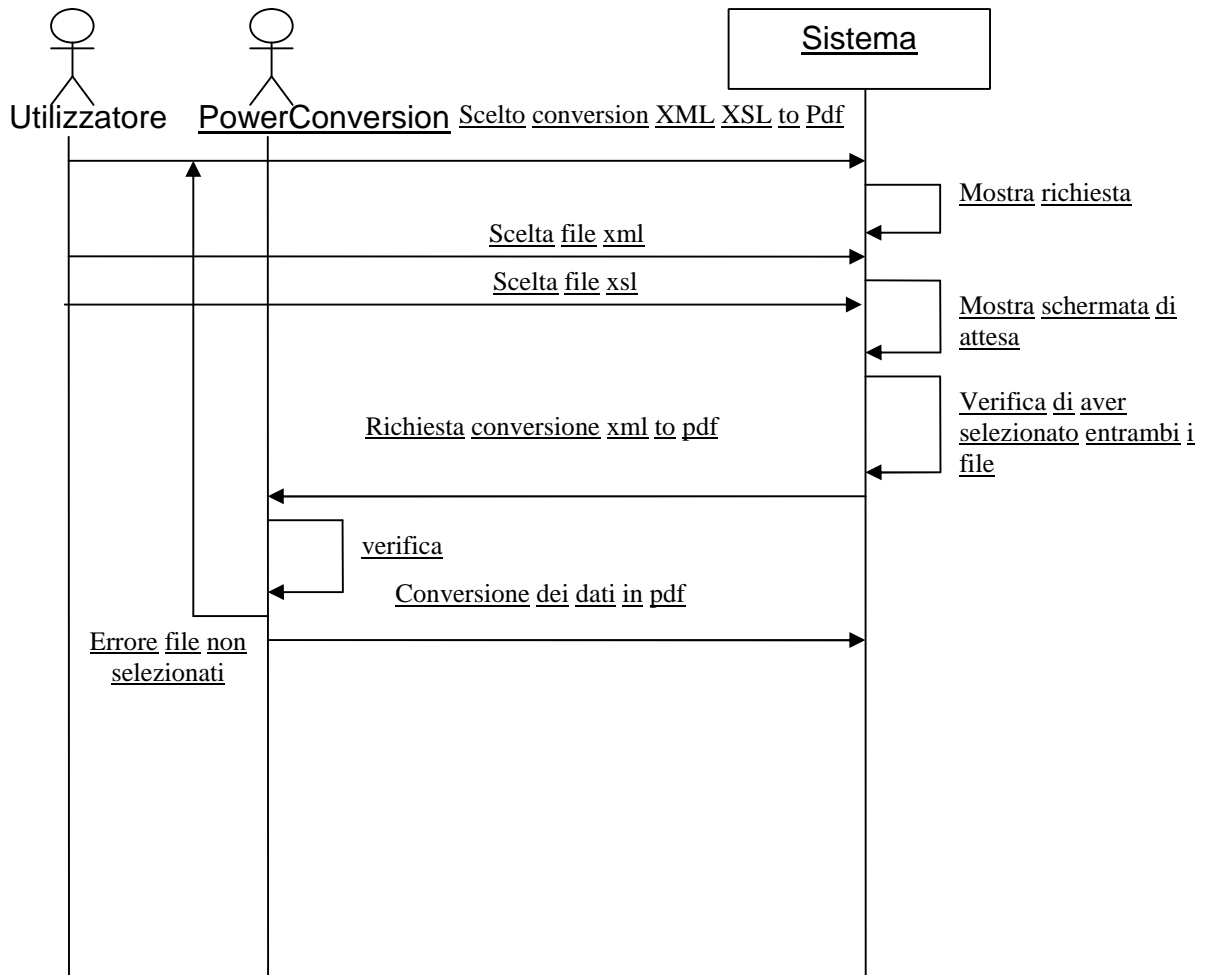 Sistema
Utilizzatore
PowerConversion
Scelto conversion XML XSL to Pdf
Mostra richiesta
Scelta file xml
Scelta file xsl
Mostra schermata di
attesa
Verifica di aver
selezionato entrambi i
file
Richiesta conversione xml to pdf
verifica
Conversione dei dati in pdf
Errore file non
selezionati